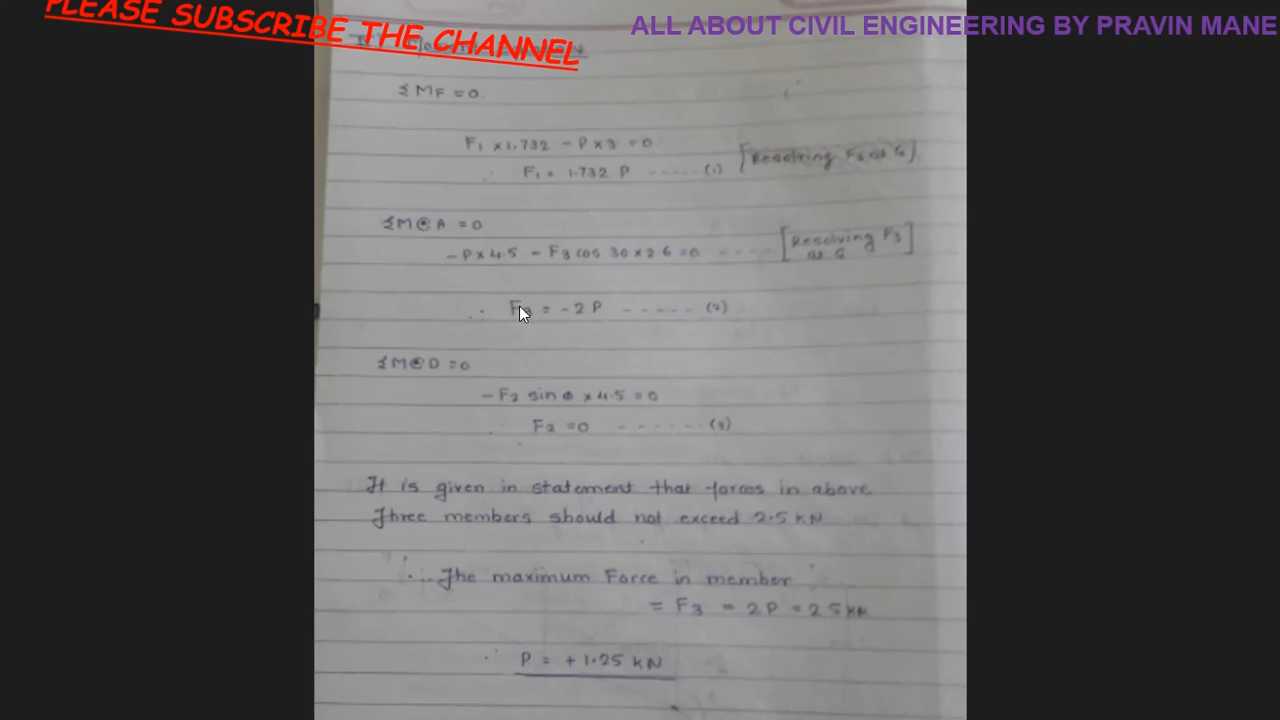 PLEASE SUBSCRIBE THE CHANNEL
ALL ABOUT CIVIL ENGINEERING BY PRAVIN MANE
ΣMF = 0.
F1 x 1.732 - P x 3 = 0
∴ F1 = 1.732 P ----- (1) [Resolving F3 at G]
ΣM@A = 0
- P x 4.5 - F3 cos 30 x 2.6 = 0 ---- [Resolving F3 at G]
∴ F3 = - 2 P ------ (2)
ΣM@D = 0
- F2 sin θ x 4.5 = 0
F2 = 0 ------ (3)
It is given in statement that forces in above
Three members should not exceed 2.5 KN
∴ The maximum Force in member
= F3 = 2P = 2.5 KN
∴ P = + 1.25 KN